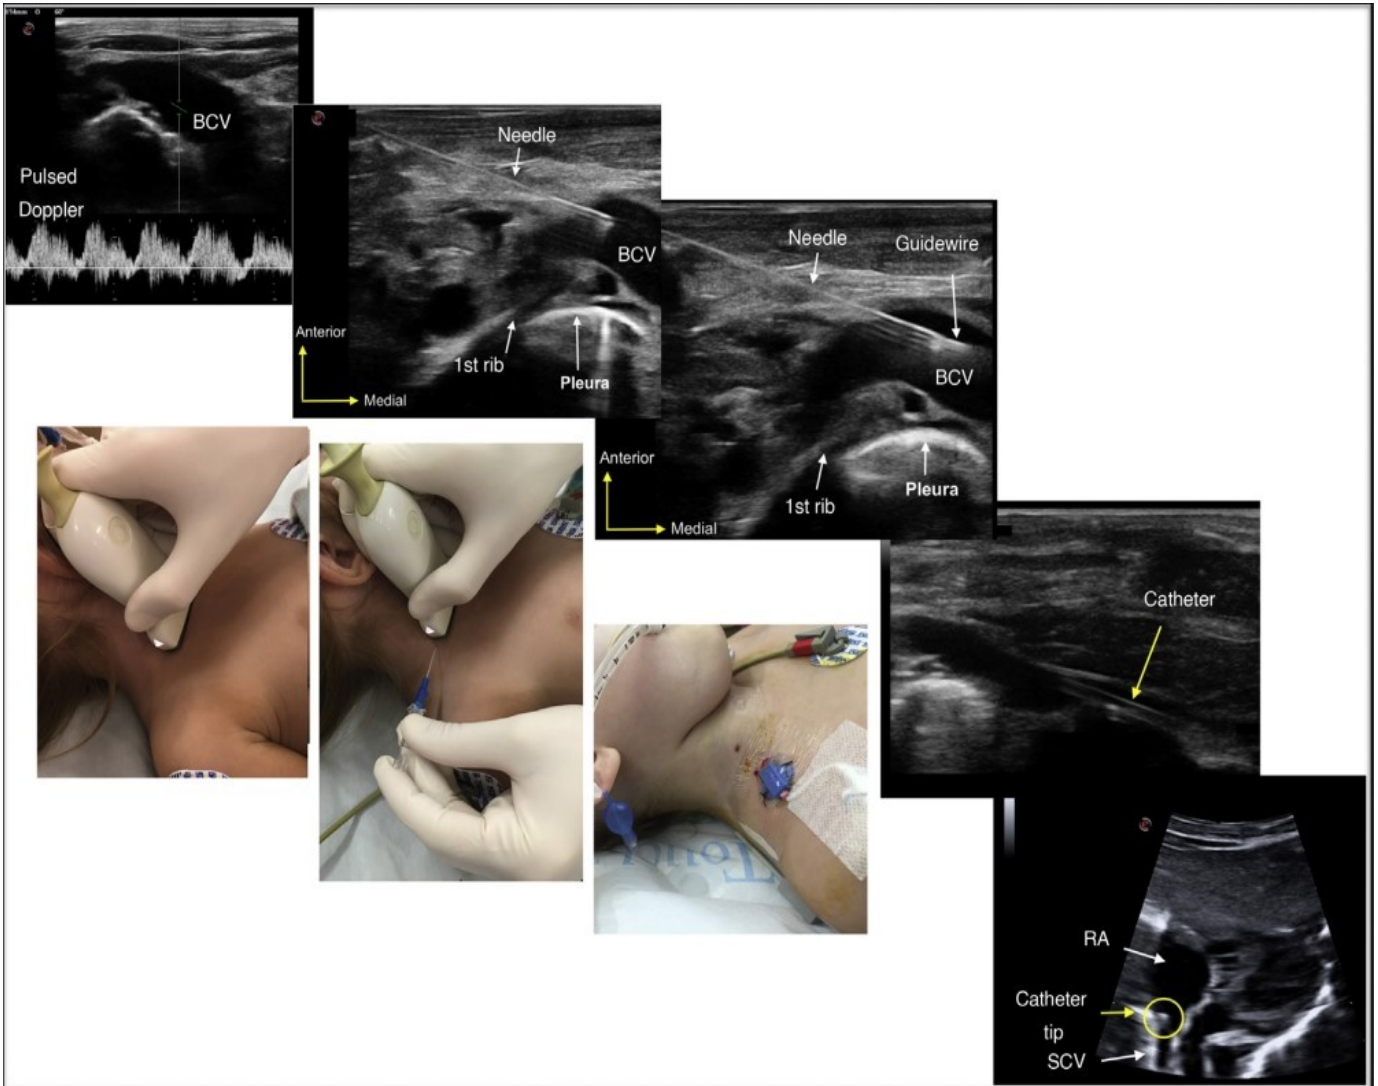 BCV
Pulsed
Doppler
Needle
BCV
Anterior
1st rib
Pleura
Medial
Needle
Guidewire
BCV
Anterior
1st rib
Pleura
Medial
Catheter
RA
Catheter
tip
SCV